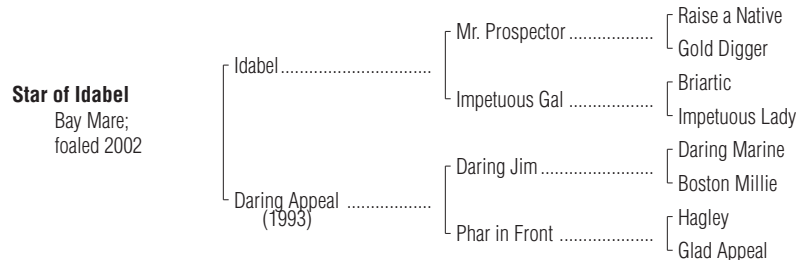 Raise a Native
Mr. Prospector ..................
Gold Digger
Idabel................................
Briartic
Impetuous Gal ..................
Impetuous Lady
Star of Idabel
Bay Mare;
foaled 2002
Daring Marine
Daring Jim........................
Boston Millie
Daring Appeal ..................
(1993)
Hagley
Phar in Front ....................
Glad Appeal